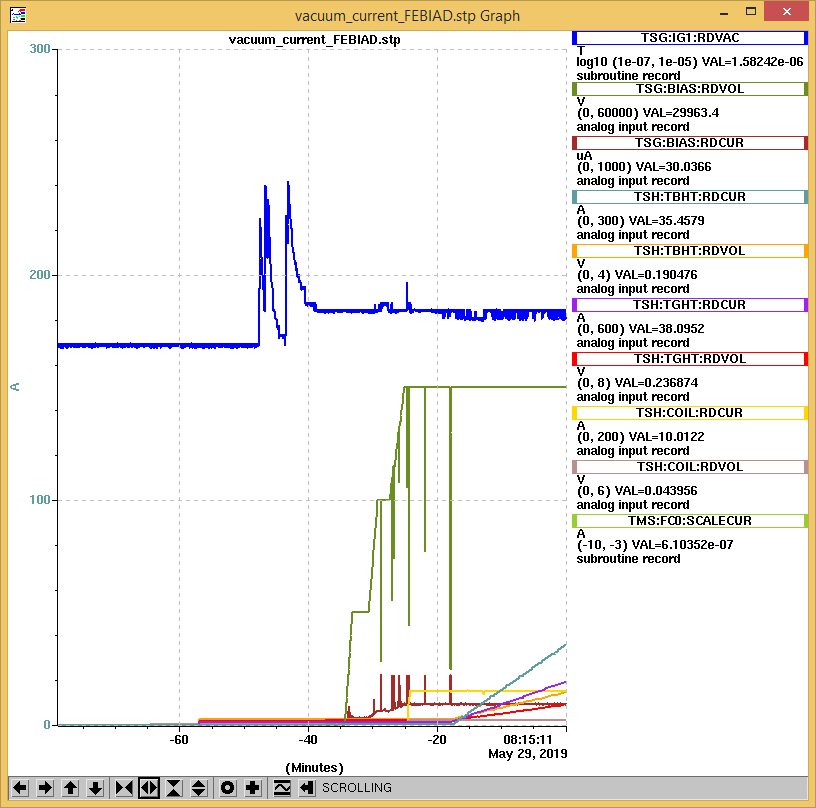 vacuum_current_FEBIAD.stp Graph
vacuum_current_FEBIAD.stp
300
200
A
100
0
-60
-40
-20
08:15:11
May 29, 2019
(Minutes)
TSG:IG1:RDVAC
T
log10 (1e-07, 1e-05) VAL=1.58242e-06
subroutine record
TSG:BIAS:RDVOL
V
(0, 60000) VAL=29963.4
analog input record
TSG:BIAS:RDCUR
uA
(0, 1000) VAL=30.0366
analog input record
TSH:TBHT:RDCUR
A
(0, 300) VAL=35.4579
analog input record
TSH:TBHT:RDVOL
V
(0, 4) VAL=0.190476
analog input record
TSH:TGHT:RDCUR
A
(0, 600) VAL=38.0952
analog input record
TSH:TGHT:RDVOL
V
(0, 8) VAL=0.236874
analog input record
TSH:COIL:RDCUR
A
(0, 200) VAL=10.0122
analog input record
TSH:COIL:RDVOL
V
(0, 6) VAL=0.043956
analog input record
TMS:FC0:SCALECUR
A
(-10, -3) VAL=6.10352e-07
subroutine record
SCROLLING